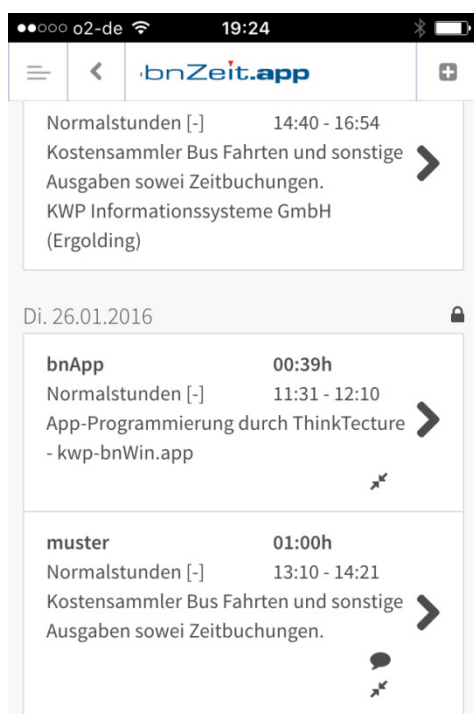 o2-de 19:24
bnZeit.app
Normalstunden [-] 14:40 - 16:54
Kostensammler Bus Fahrten und sonstige
Ausgaben sowei Zeitbuchungen.
KWP Informationssysteme GmbH
(Ergolding)
Di. 26.01.2016
bnApp 00:39h
Normalstunden [-] 11:31 - 12:10
App-Programmierung durch ThinkTecture
- kwp-bnWin.app
muster 01:00h
Normalstunden [-] 13:10 - 14:21
Kostensammler Bus Fahrten und sonstige
Ausgaben sowei Zeitbuchungen.